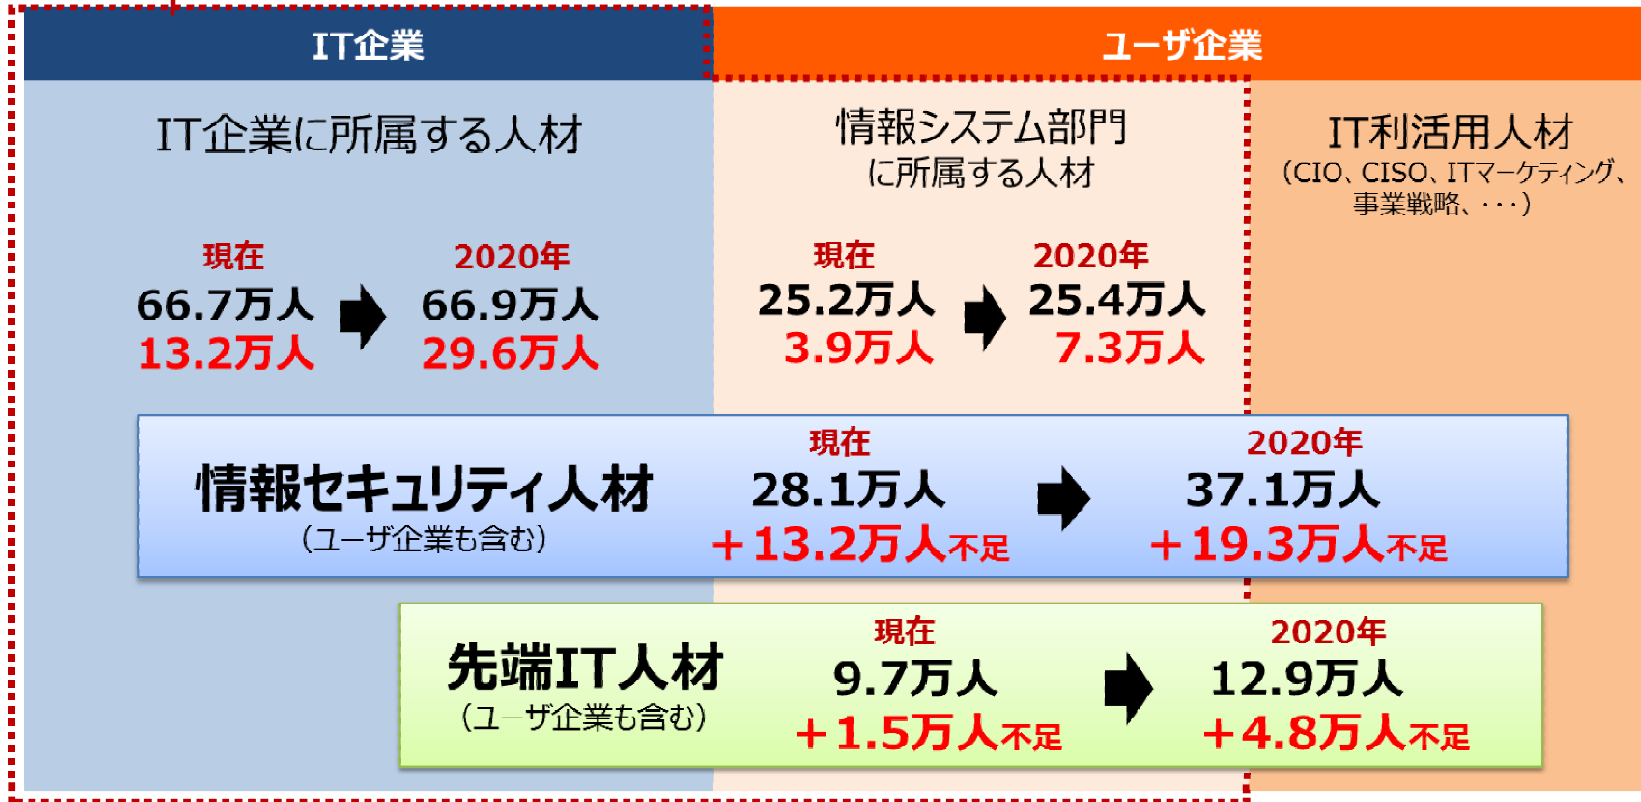 IT企業
ユーザ企業
IT企業に所属する人材
情報システム部門
に所属する人材
IT利活用人材
（CIO、CISO、ITマーケティング、
事業戦略、･･･）
現在
2020年
66.7万人
66.9万人
13.2万人
29.6万人
現在
2020年
25.2万人
25.4万人
3.9万人
7.3万人
情報セキュリティ人材
（ユーザ企業も含む）
現在
2020年
28.1万人
37.1万人
＋13.2万人不足
＋19.3万人不足
先端IT人材
（ユーザ企業も含む）
現在
2020年
9.7万人
12.9万人
＋1.5万人不足
＋4.8万人不足